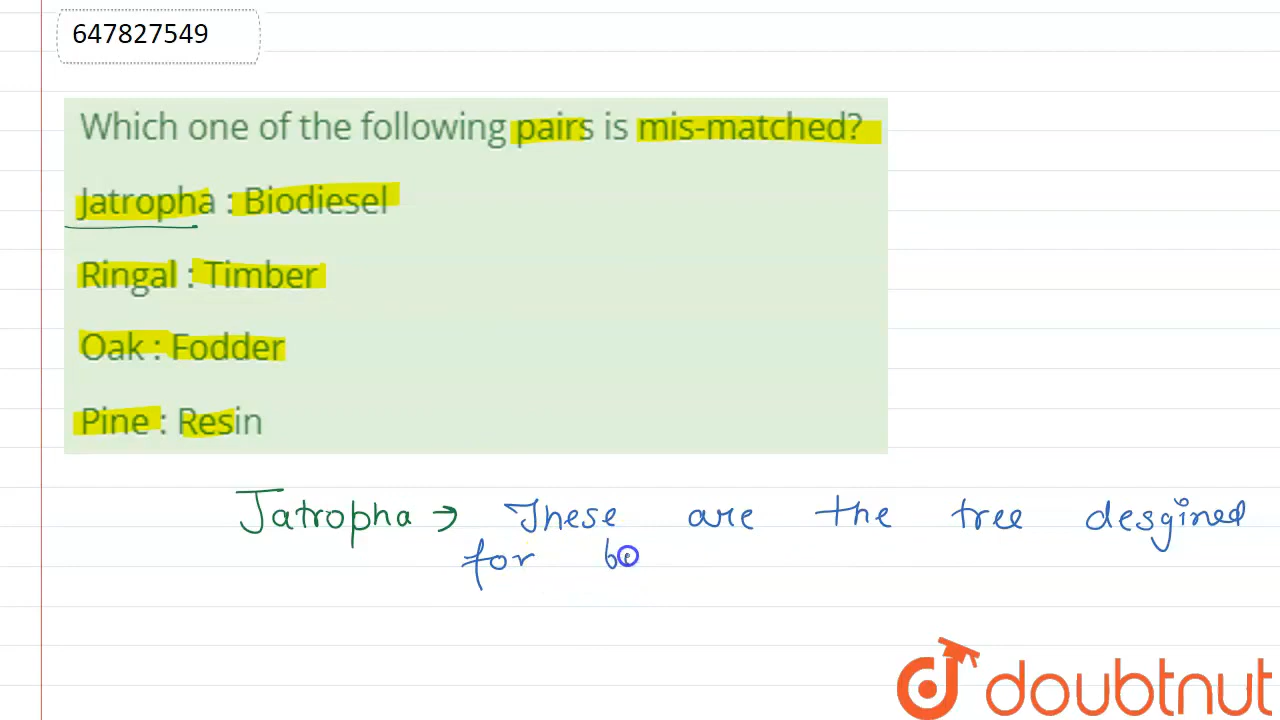 647827549
Which one of the following pairs is mis-matched?
Jatropha : Biodiesel
Ringal : Timber
Oak : Fodder
Pine : Resin
Jatropha → These are the tree desgined
for be
doubtnut